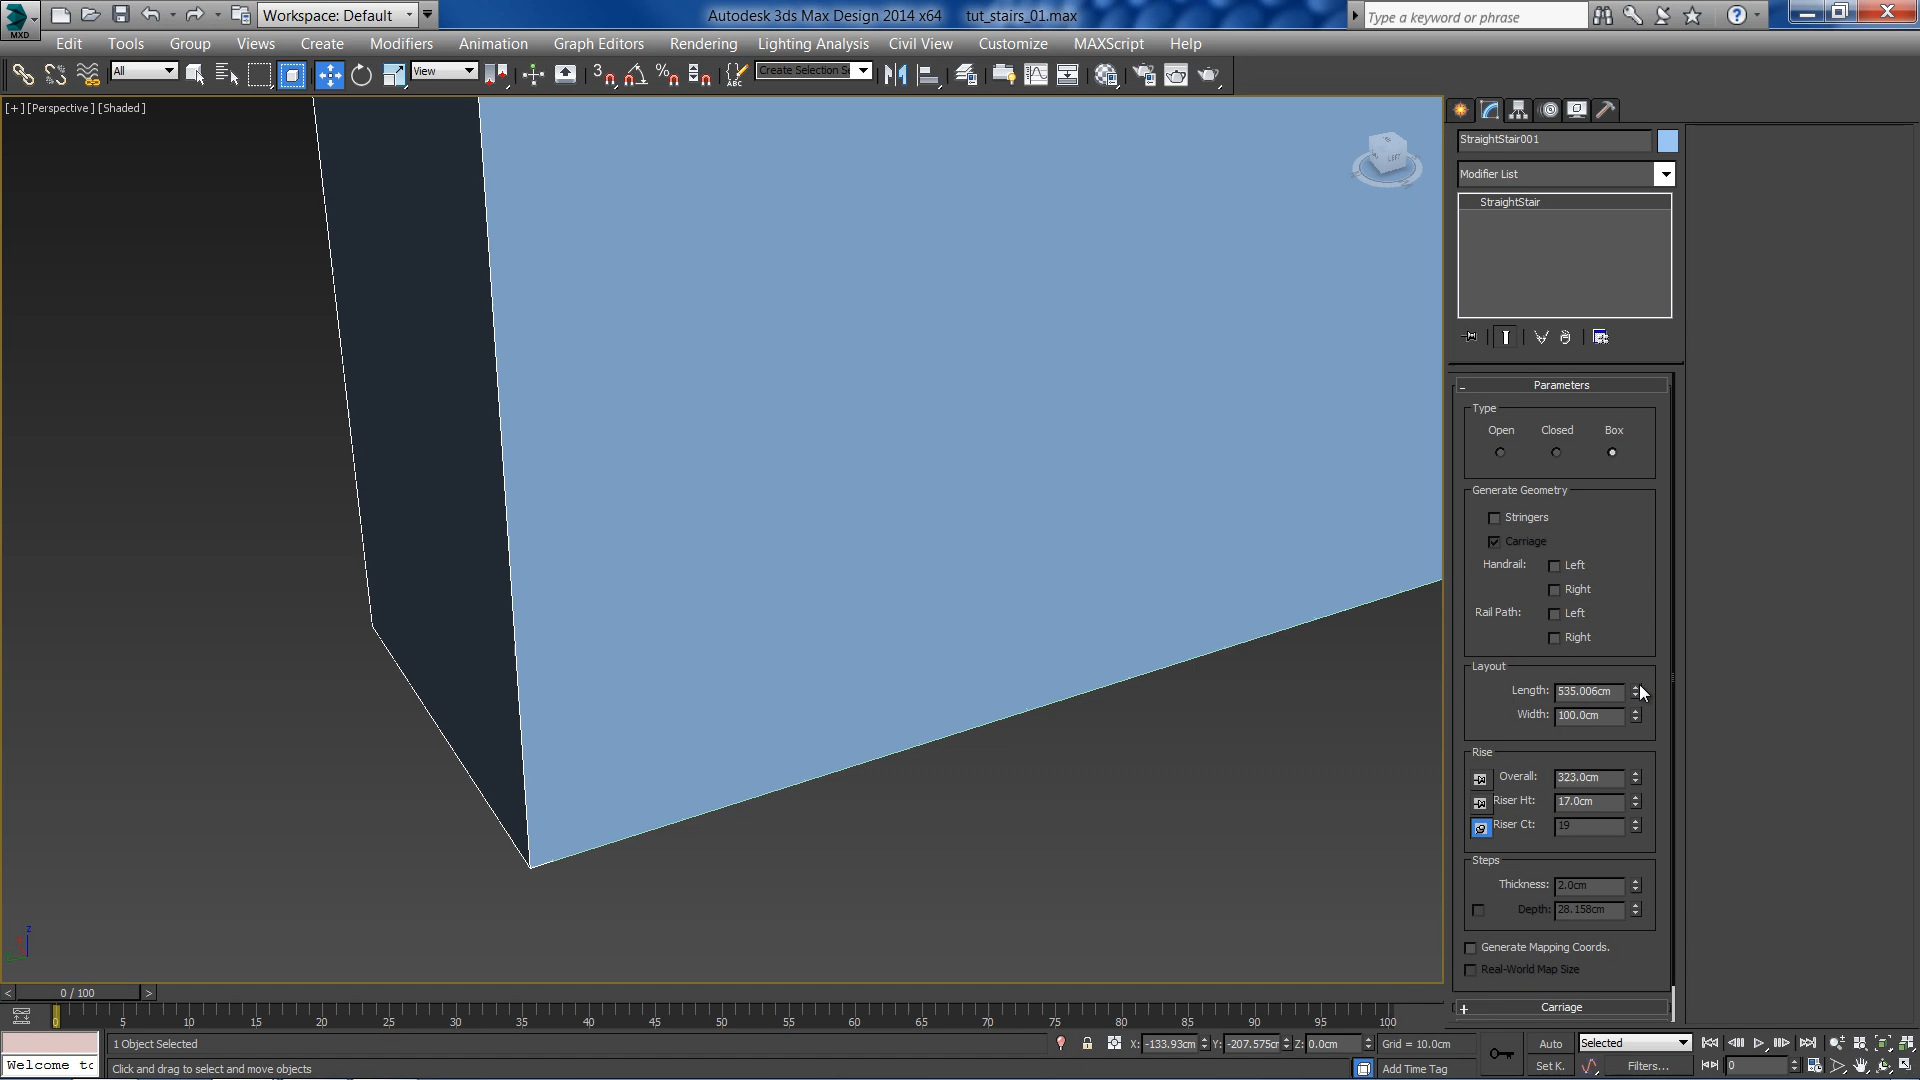 Workspace: Default
Autodesk 3ds Max Design 2014 x64 tut_stairs_01.max
Type a keyword or phrase
MXD
Edit Tools Group Views Create Modifiers Animation Graph Editors Rendering Lighting Analysis Civil View Customize MAXScript Help
All View Create Selection S
[+] [Perspective] [Shaded]
LEFT
StraightStair001
Modifier List
StraightStair
Parameters
Type
Open Closed Box
Generate Geometry
Stringers
Carriage
Handrail: Left
Right
Rail Path: Left
Right
Layout
Length: 535.006cm
Width: 100.0cm
Rise
Overall: 323.0cm
Riser Ht: 17.0cm
Riser Ct: 19
Steps
Thickness: 2.0cm
Depth: 28.158cm
Generate Mapping Coords.
Real-World Map Size
Carriage
z
< 0 / 100 >
0 5 10 15 20 25 30 35 40 45 50 55 60 65 70 75 80 85 90 95 100
1 Object Selected X: -133.93cm Y: -207.575cm Z: 0.0cm Grid = 10.0cm Auto Selected
Welcome to Click and drag to select and move objects Add Time Tag Set K. Filters... 0